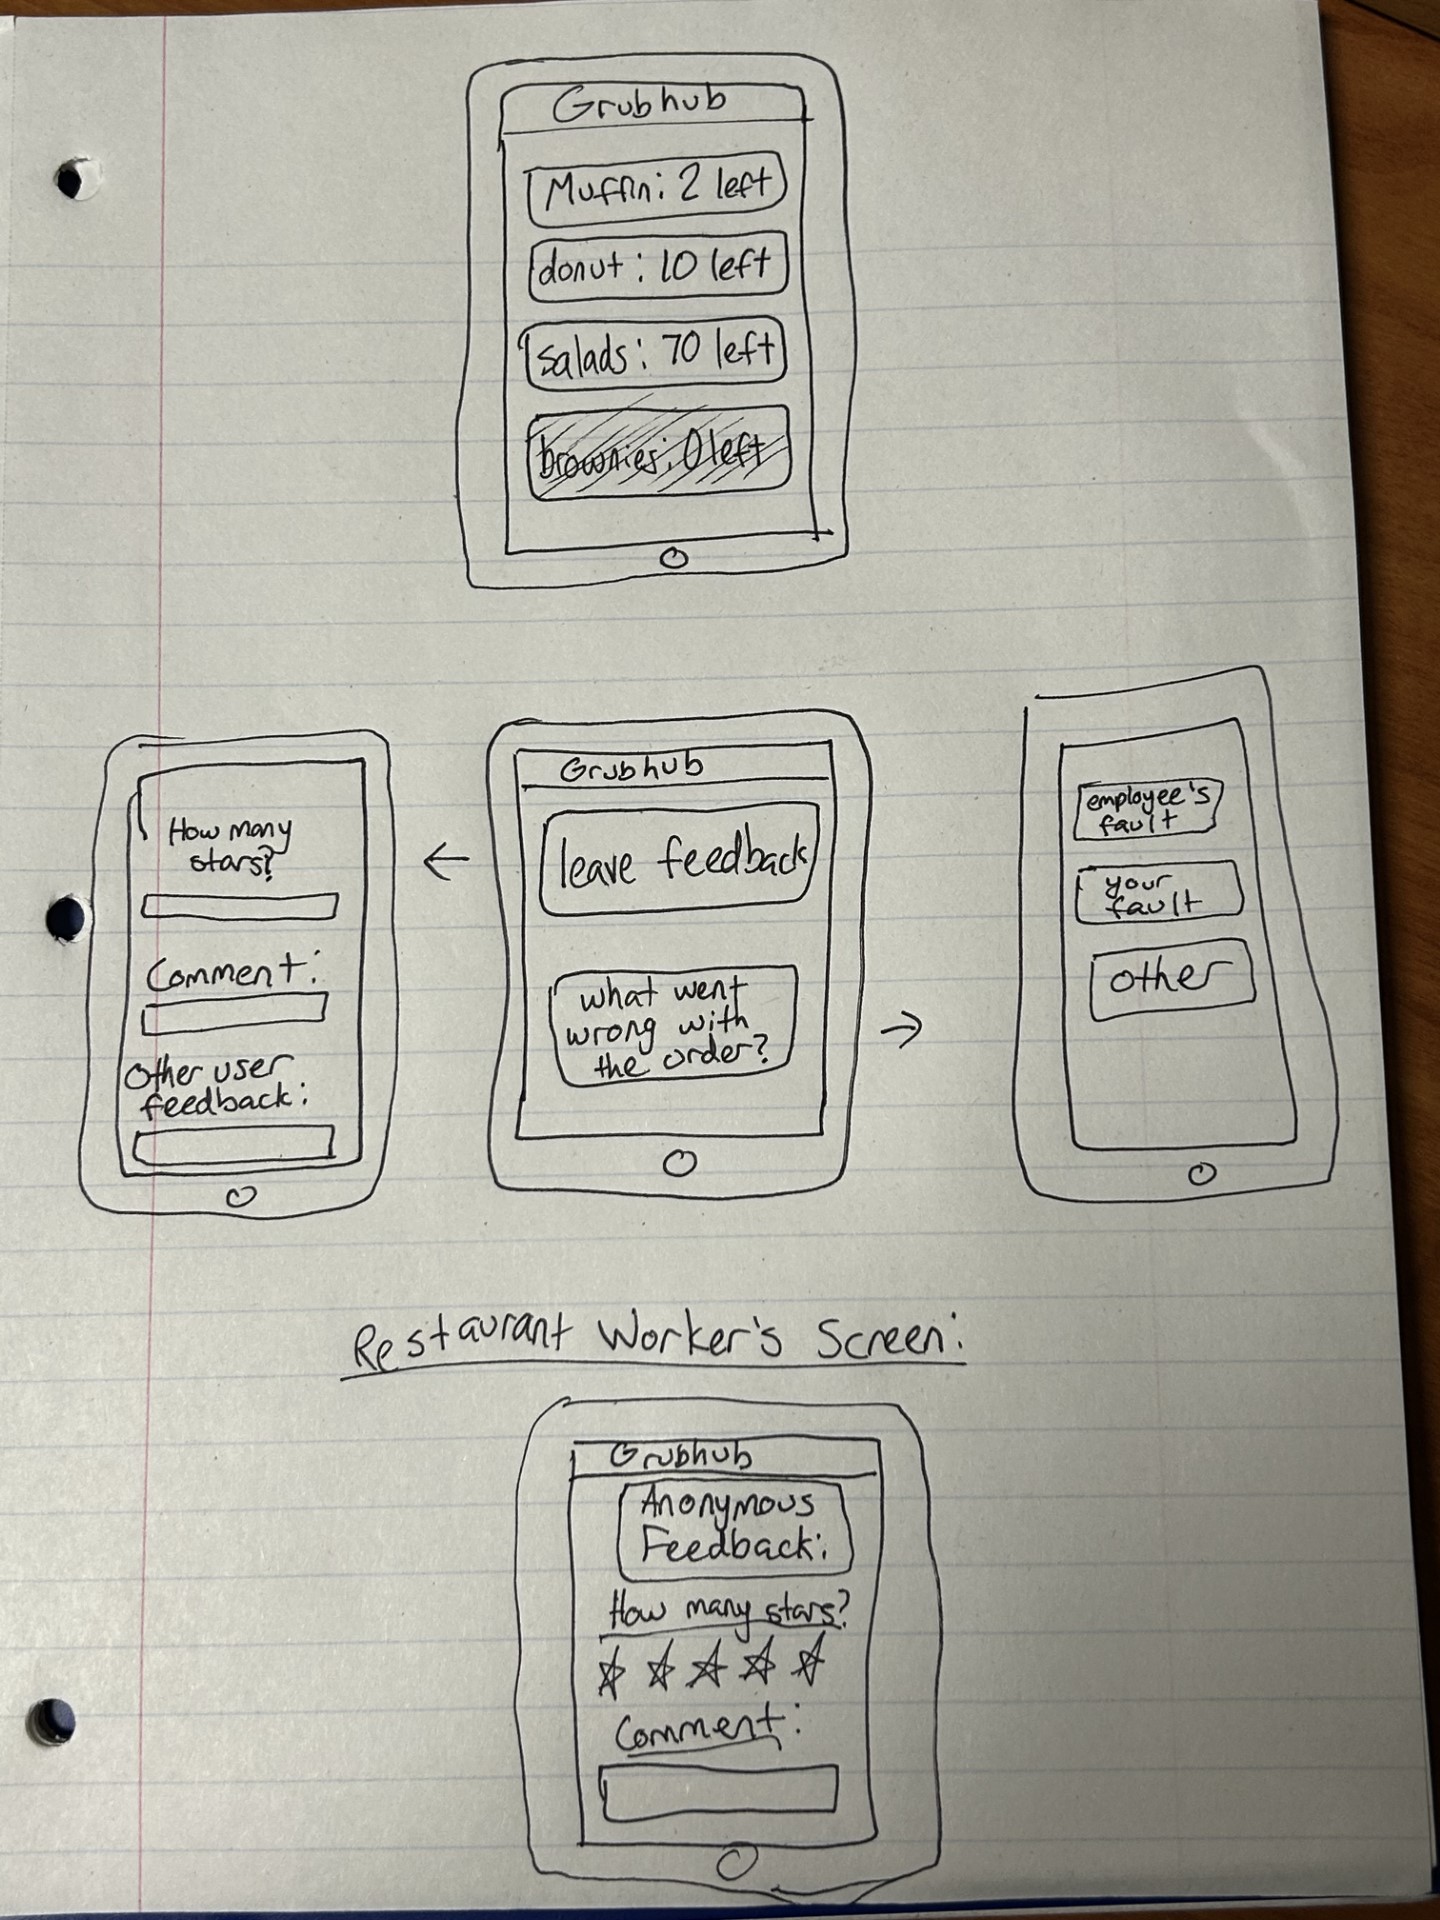 Grubhub
Muffin: 2 left
donut: 10 left
salads: 70 left
brownies: 0 left
How many
stars?
Comment:
Other user
feedback:
Grubhub
leave feedback
what went
wrong with
the order?
employee's
fault
your
fault
other
Restaurant Worker's Screen:
Grubhub
Anonymous
Feedback:
How many stars?
Comment: